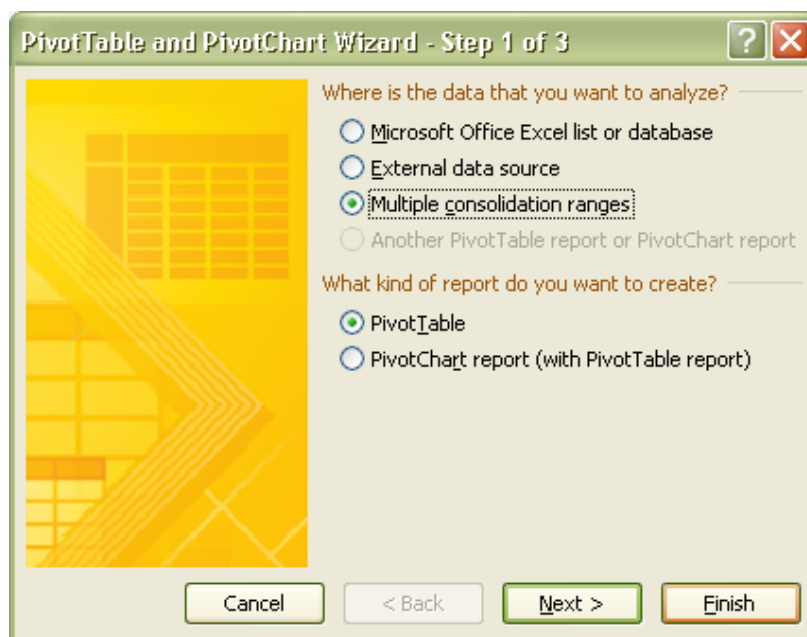 PivotTable and PivotChart Wizard - Step 1 of 3
Where is the data that you want to analyze?
Microsoft Office Excel list or database
External data source
Multiple consolidation ranges
Another PivotTable report or PivotChart report
What kind of report do you want to create?
PivotTable
PivotChart report (with PivotTable report)
Cancel
< Back
Next >
Finish